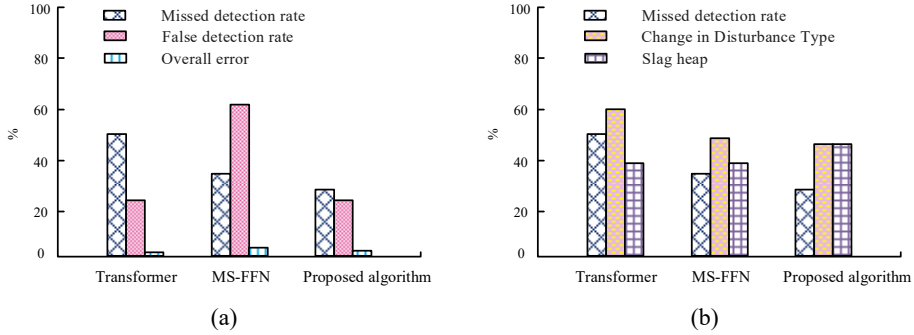 100
80
60
40
20
0
%
Missed detection rate
False detection rate
Overall error
Transformer MS-FFN Proposed algorithm
(a)
100
80
60
40
20
0
%
Missed detection rate
Change in Disturbance Type
Slag heap
Transformer MS-FFN Proposed algorithm
(b)